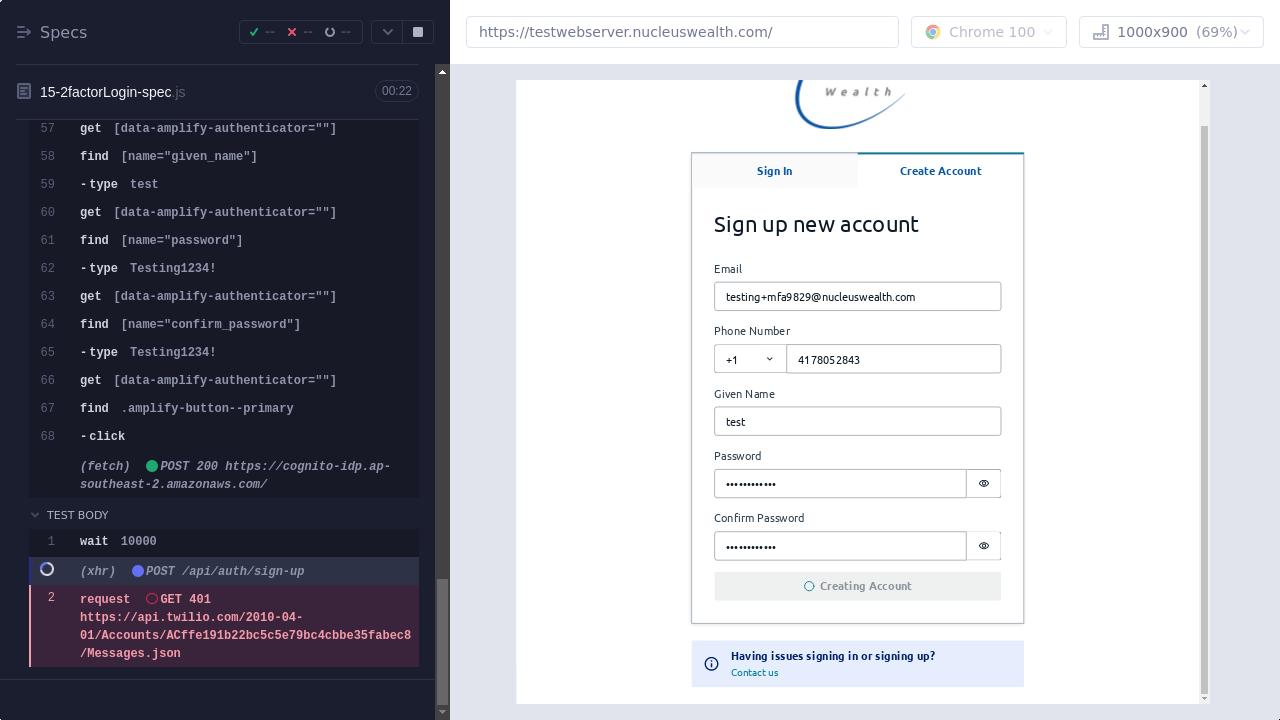 Specs
--
--
--
https://testwebserver.nucleuswealth.com/
Chrome 100
1000x900 (69%)
15-2factorLogin-spec.js
00:22
57 get [data-amplify-authenticator=""]
58 find [name="given_name"]
59 -type test
60 get [data-amplify-authenticator=""]
61 find [name="password"]
62 -type Testing1234!
63 get [data-amplify-authenticator=""]
64 find [name="confirm_password"]
65 -type Testing1234!
66 get [data-amplify-authenticator=""]
67 find .amplify-button--primary
68 -click
(fetch) POST 200 https://cognito-idp.ap-
southeast-2.amazonaws.com/
TEST BODY
1 wait 10000
(xhr) POST /api/auth/sign-up
2 request GET 401
https://api.twilio.com/2010-04-
01/Accounts/ACffe191b22bc5c5e79bc4cbbe35fabec8
/Messages.json
Wealth
Sign In
Create Account
Sign up new account
Email
testing+mfa9829@nucleuswealth.com
Phone Number
+1
4178052843
Given Name
test
Password
••••••••••••
Confirm Password
••••••••••••
Creating Account
Having issues signing in or signing up?
Contact us